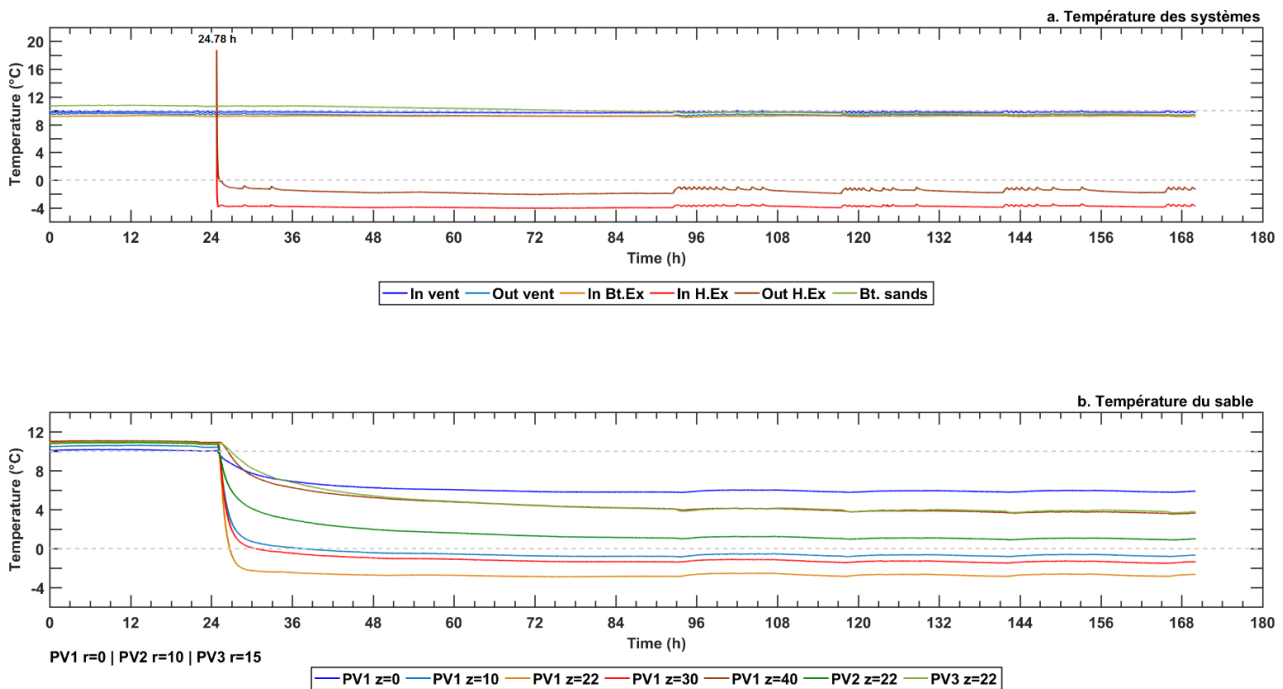 a. Température des systèmes
24.78 h
20
16
12
8
4
0
-4
Temperature (°C)
0 12 24 36 48 60 72 84 96 108 120 132 144 156 168 180
Time (h)
In vent Out vent In Bt.Ex In H.Ex Out H.Ex Bt. sands
b. Température du sable
12
8
4
0
-4
Temperature (°C)
0 12 24 36 48 60 72 84 96 108 120 132 144 156 168 180
Time (h)
PV1 r=0 | PV2 r=10 | PV3 r=15
PV1 z=0 PV1 z=10 PV1 z=22 PV1 z=30 PV1 z=40 PV2 z=22 PV3 z=22